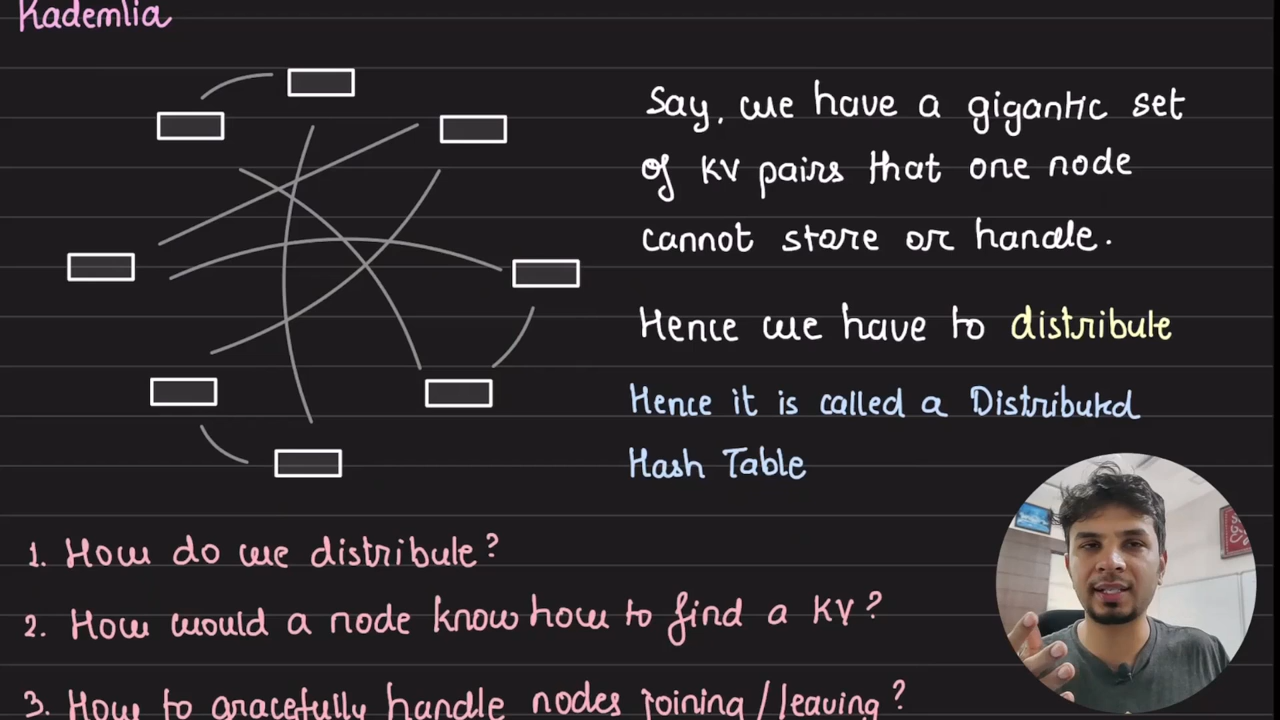 Kademlia
Say, we have a gigantic set
of KV pairs that one node
cannot store or handle.
Hence we have to distribute
Hence it is called a Distributed
Hash Table
1. How do we distribute?
2. How would a node know how to find a KV?
3. How to gracefully handle nodes joining/leaving?